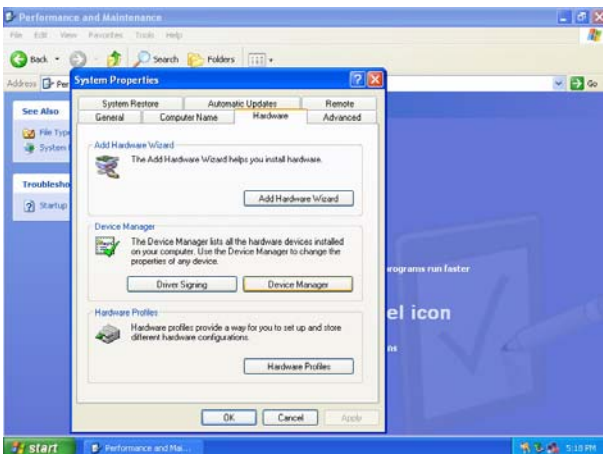 Performance and Maintenance
File Edit View Favorites Tools Help
Back Search Folders
Address Per Go
System Properties
System Restore Automatic Updates Remote
General Computer Name Hardware Advanced
See Also
File Type
System
Troublesho
Startup
Add Hardware Wizard
The Add Hardware Wizard helps you install hardware.
Add Hardware Wizard
Device Manager
The Device Manager lists all the hardware devices installed
on your computer. Use the Device Manager to change the
properties of any device.
Driver Signing Device Manager
Hardware Profiles
Hardware profiles provide a way for you to set up and store
different hardware configurations.
Hardware Profiles
OK Cancel Apply
rograms run faster
el icon
ns
start Performance and Mai...
5:18 PM